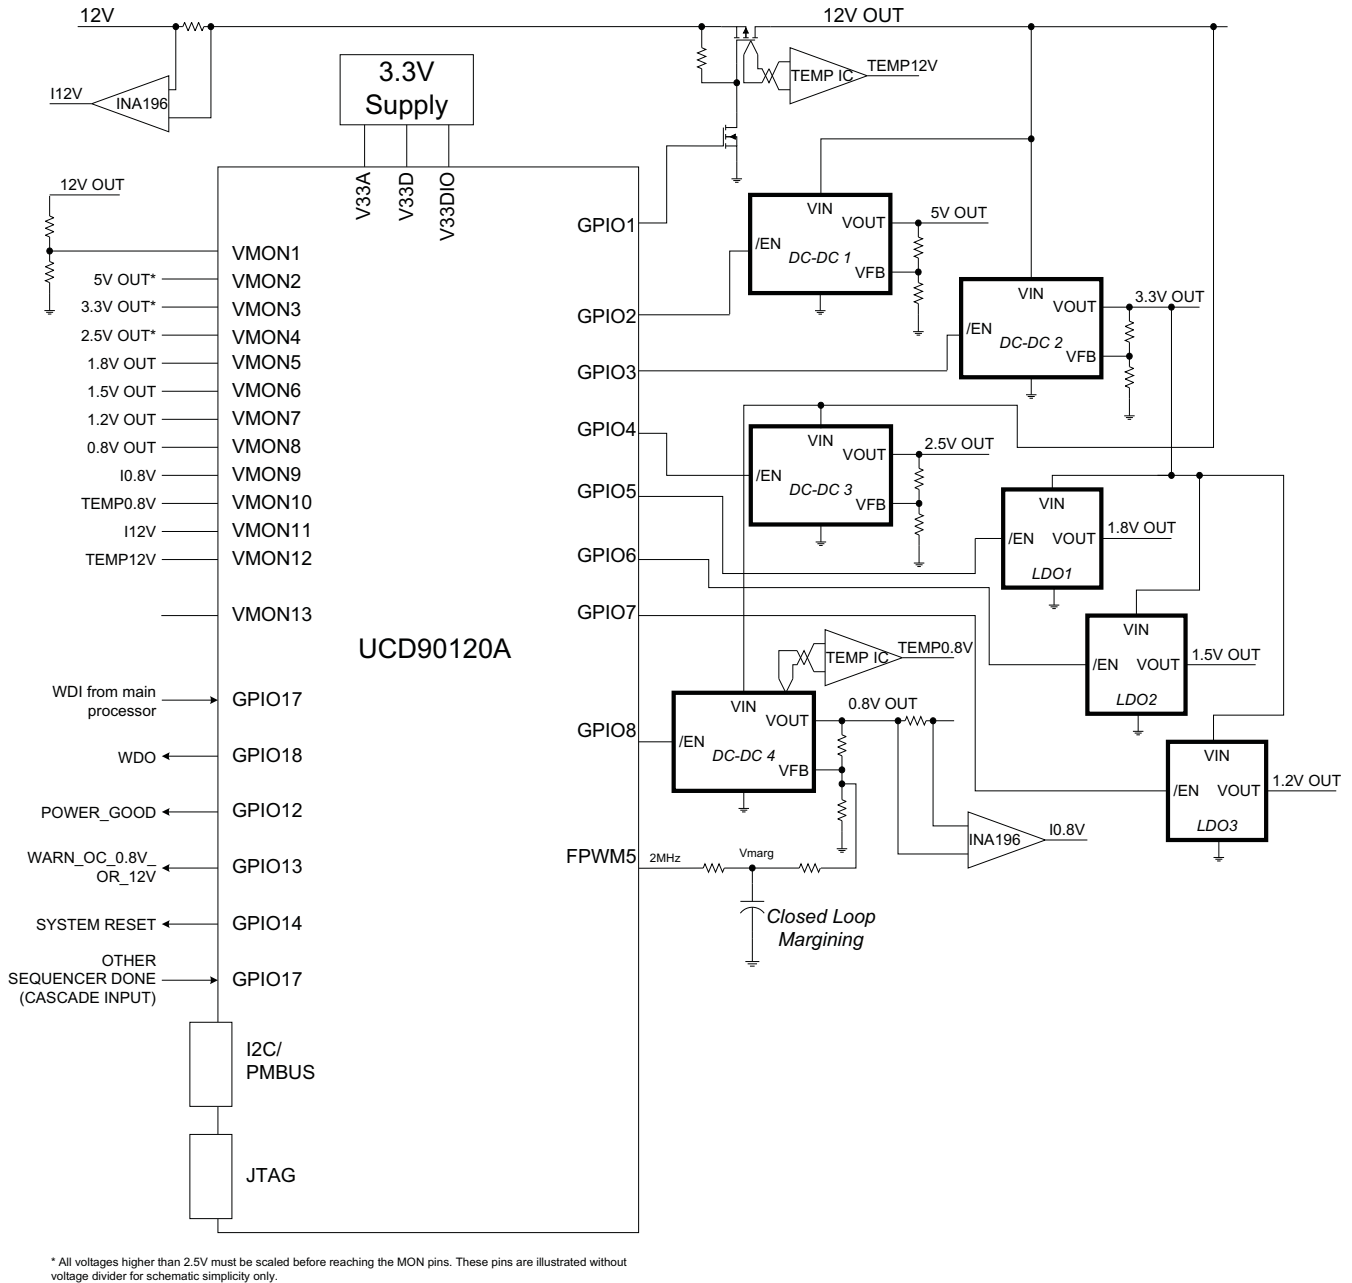 12V
12V OUT
I12V
INA196
3.3V
Supply
TEMP IC
TEMP12V
V33A
V33D
V33DIO
12V OUT
VMON1
5V OUT*
VMON2
3.3V OUT*
VMON3
2.5V OUT*
VMON4
1.8V OUT
VMON5
1.5V OUT
VMON6
1.2V OUT
VMON7
0.8V OUT
VMON8
I0.8V
VMON9
TEMP0.8V
VMON10
I12V
VMON11
TEMP12V
VMON12
VMON13
UCD90120A
WDI from main
processor
GPIO17
WDO
GPIO18
POWER_GOOD
GPIO12
WARN_OC_0.8V_
OR_12V
GPIO13
SYSTEM RESET
GPIO14
OTHER
SEQUENCER DONE
(CASCADE INPUT)
GPIO17
I2C/
PMBUS
JTAG
GPIO1
GPIO2
GPIO3
GPIO4
GPIO5
GPIO6
GPIO7
GPIO8
FPWM5
VIN
VOUT
/EN
DC-DC 1
VFB
5V OUT
VIN
VOUT
/EN
DC-DC 2
VFB
3.3V OUT
VIN
VOUT
/EN
DC-DC 3
VFB
2.5V OUT
VIN
/EN
VOUT
LDO1
1.8V OUT
VIN
/EN
VOUT
LDO2
1.5V OUT
VIN
/EN
VOUT
LDO3
1.2V OUT
TEMP IC
TEMP0.8V
VIN
VOUT
/EN
DC-DC 4
VFB
0.8V OUT
INA196
I0.8V
2MHz
Vmarg
Closed Loop
Margining
* All voltages higher than 2.5V must be scaled before reaching the MON pins. These pins are illustrated without
voltage divider for schematic simplicity only.